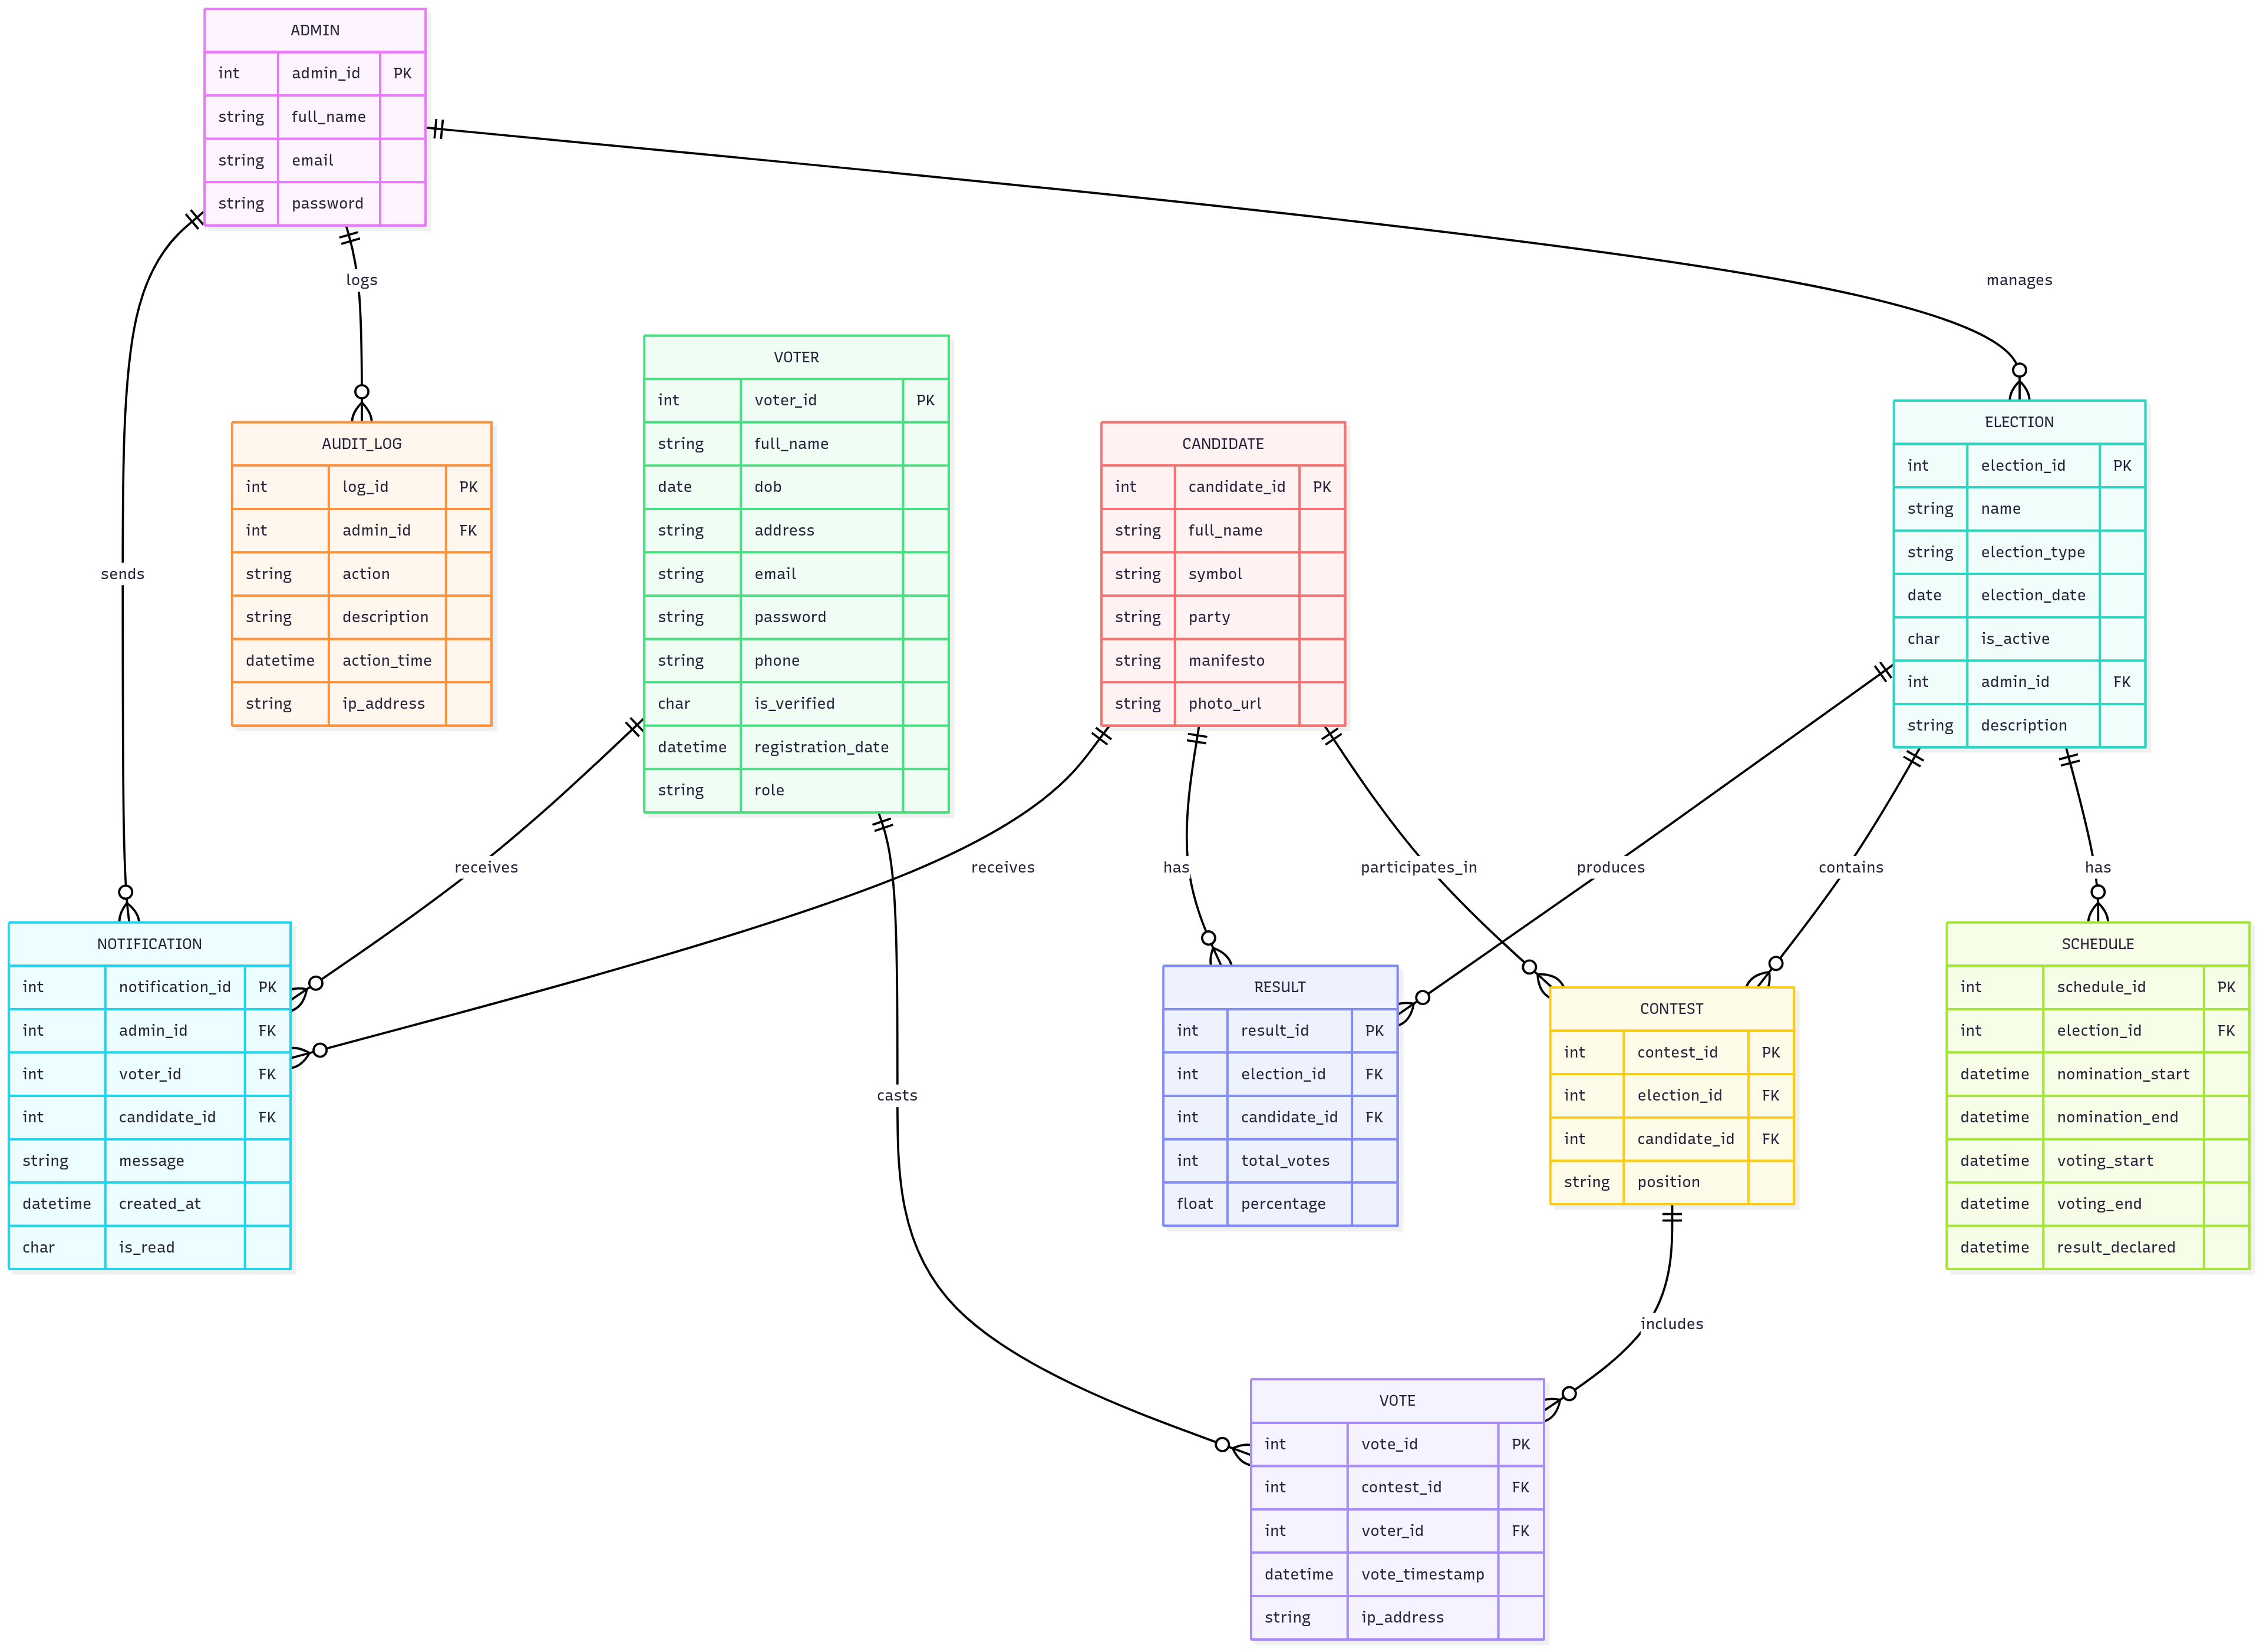 ADMIN
int admin_id PK
string full_name
string email
string password
logs
manages
sends
VOTER
int voter_id PK
string full_name
date dob
string address
string email
string password
string phone
char is_verified
datetime registration_date
string role
AUDIT_LOG
int log_id PK
int admin_id FK
string action
string description
datetime action_time
string ip_address
CANDIDATE
int candidate_id PK
string full_name
string symbol
string party
string manifesto
string photo_url
ELECTION
int election_id PK
string name
string election_type
date election_date
char is_active
int admin_id FK
string description
receives
receives
has
participates_in
produces
contains
has
NOTIFICATION
int notification_id PK
int admin_id FK
int voter_id FK
int candidate_id FK
string message
datetime created_at
char is_read
casts
RESULT
int result_id PK
int election_id FK
int candidate_id FK
int total_votes
float percentage
CONTEST
int contest_id PK
int election_id FK
int candidate_id FK
string position
SCHEDULE
int schedule_id PK
int election_id FK
datetime nomination_start
datetime nomination_end
datetime voting_start
datetime voting_end
datetime result_declared
includes
VOTE
int vote_id PK
int contest_id FK
int voter_id FK
datetime vote_timestamp
string ip_address